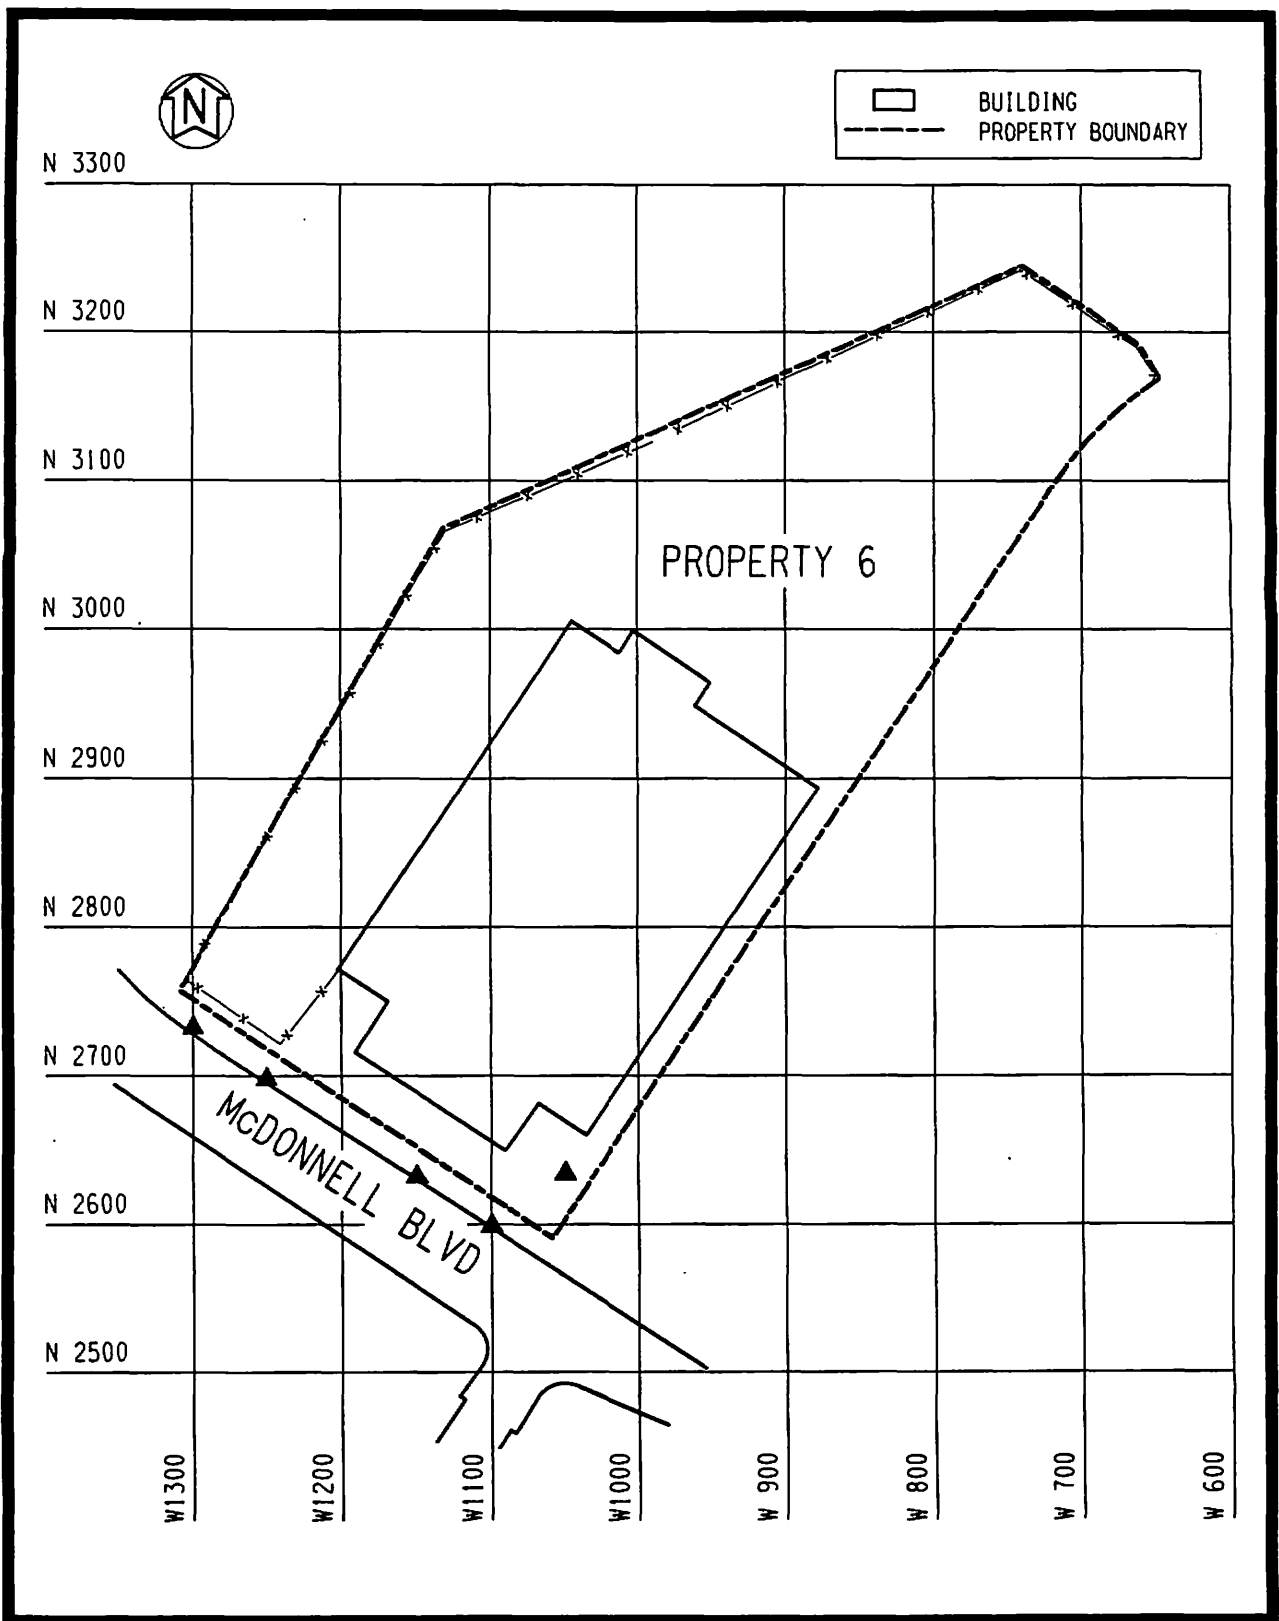 N
BUILDING
PROPERTY BOUNDARY
N 3300
N 3200
N 3100
PROPERTY 6
N 3000
N 2900
N 2800
N 2700
McDONNELL BLVD
N 2600
N 2500
W1300
W1200
W1100
W1000
W 900
W 800
W 700
W 600